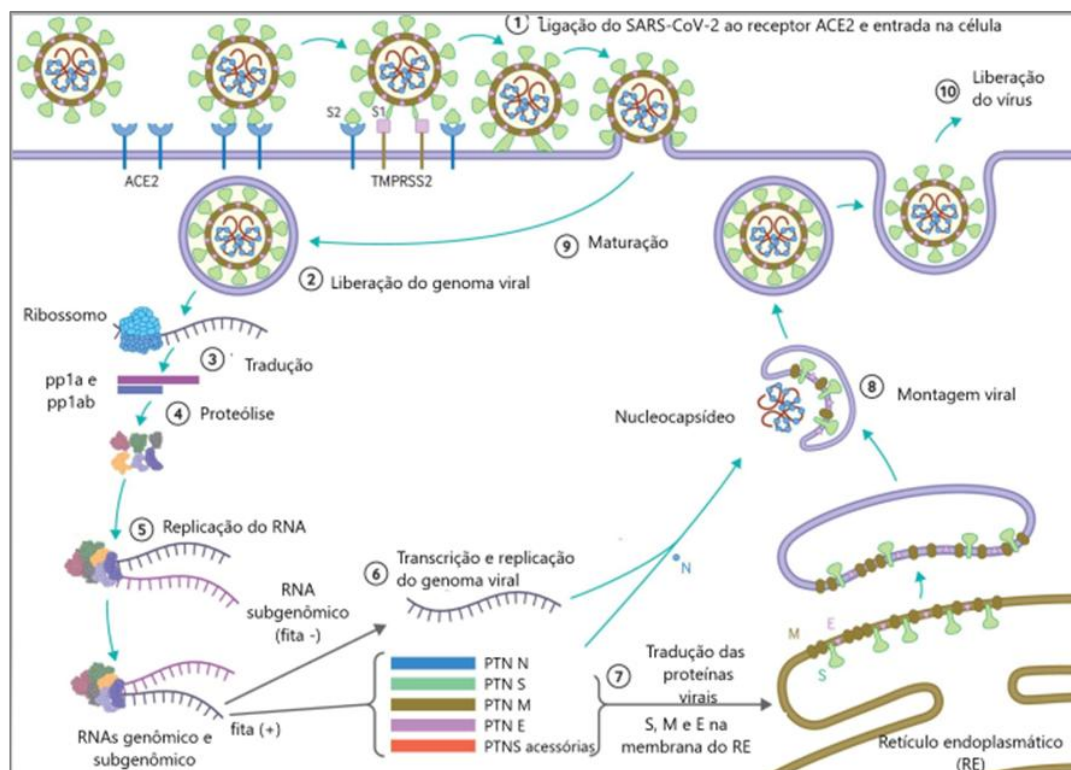 ① Ligação do SARS-CoV-2 ao receptor ACE2 e entrada na célula
⑩ Liberação
do vírus
S2
S1
ACE2
TMPRSS2
⑨ Maturação
② Liberação do genoma viral
Ribossomo
③ Tradução
pp1a e
pp1ab
④ Proteólise
⑧ Montagem viral
Nucleocapsídeo
⑤ Replicação do RNA
⑥ Transcrição e replicação
do genoma viral
N
RNA
subgenômico
(fita -)
M
E
S
PTN N
PTN S
PTN M
PTN E
PTNS acessórias
⑦ Tradução das
proteínas
virais
S, M e E na
membrana do RE
fita (+)
RNAs genômico e
subgenômico
Retículo endoplasmático
(RE)